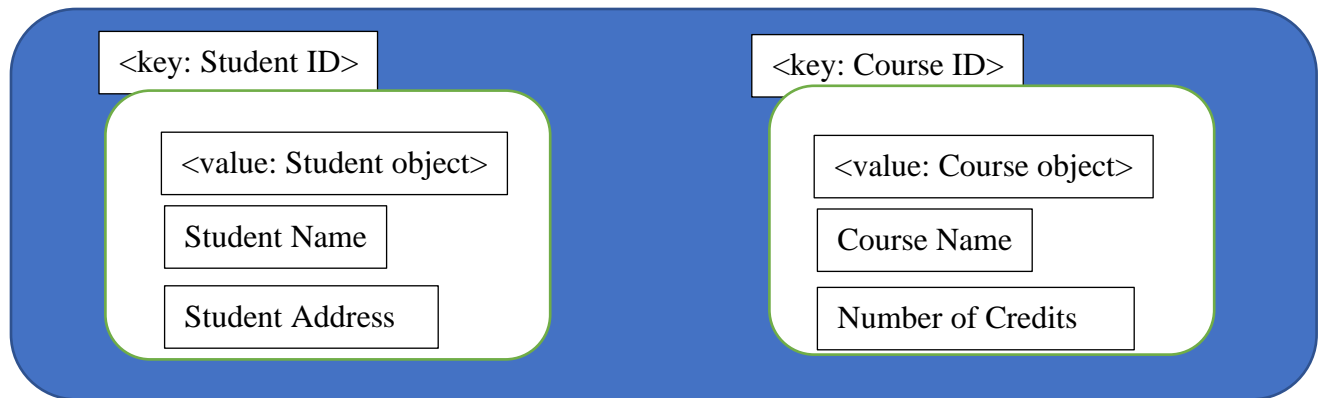 <key: Student ID>
<value: Student object>
Student Name
Student Address
<key: Course ID>
<value: Course object>
Course Name
Number of Credits